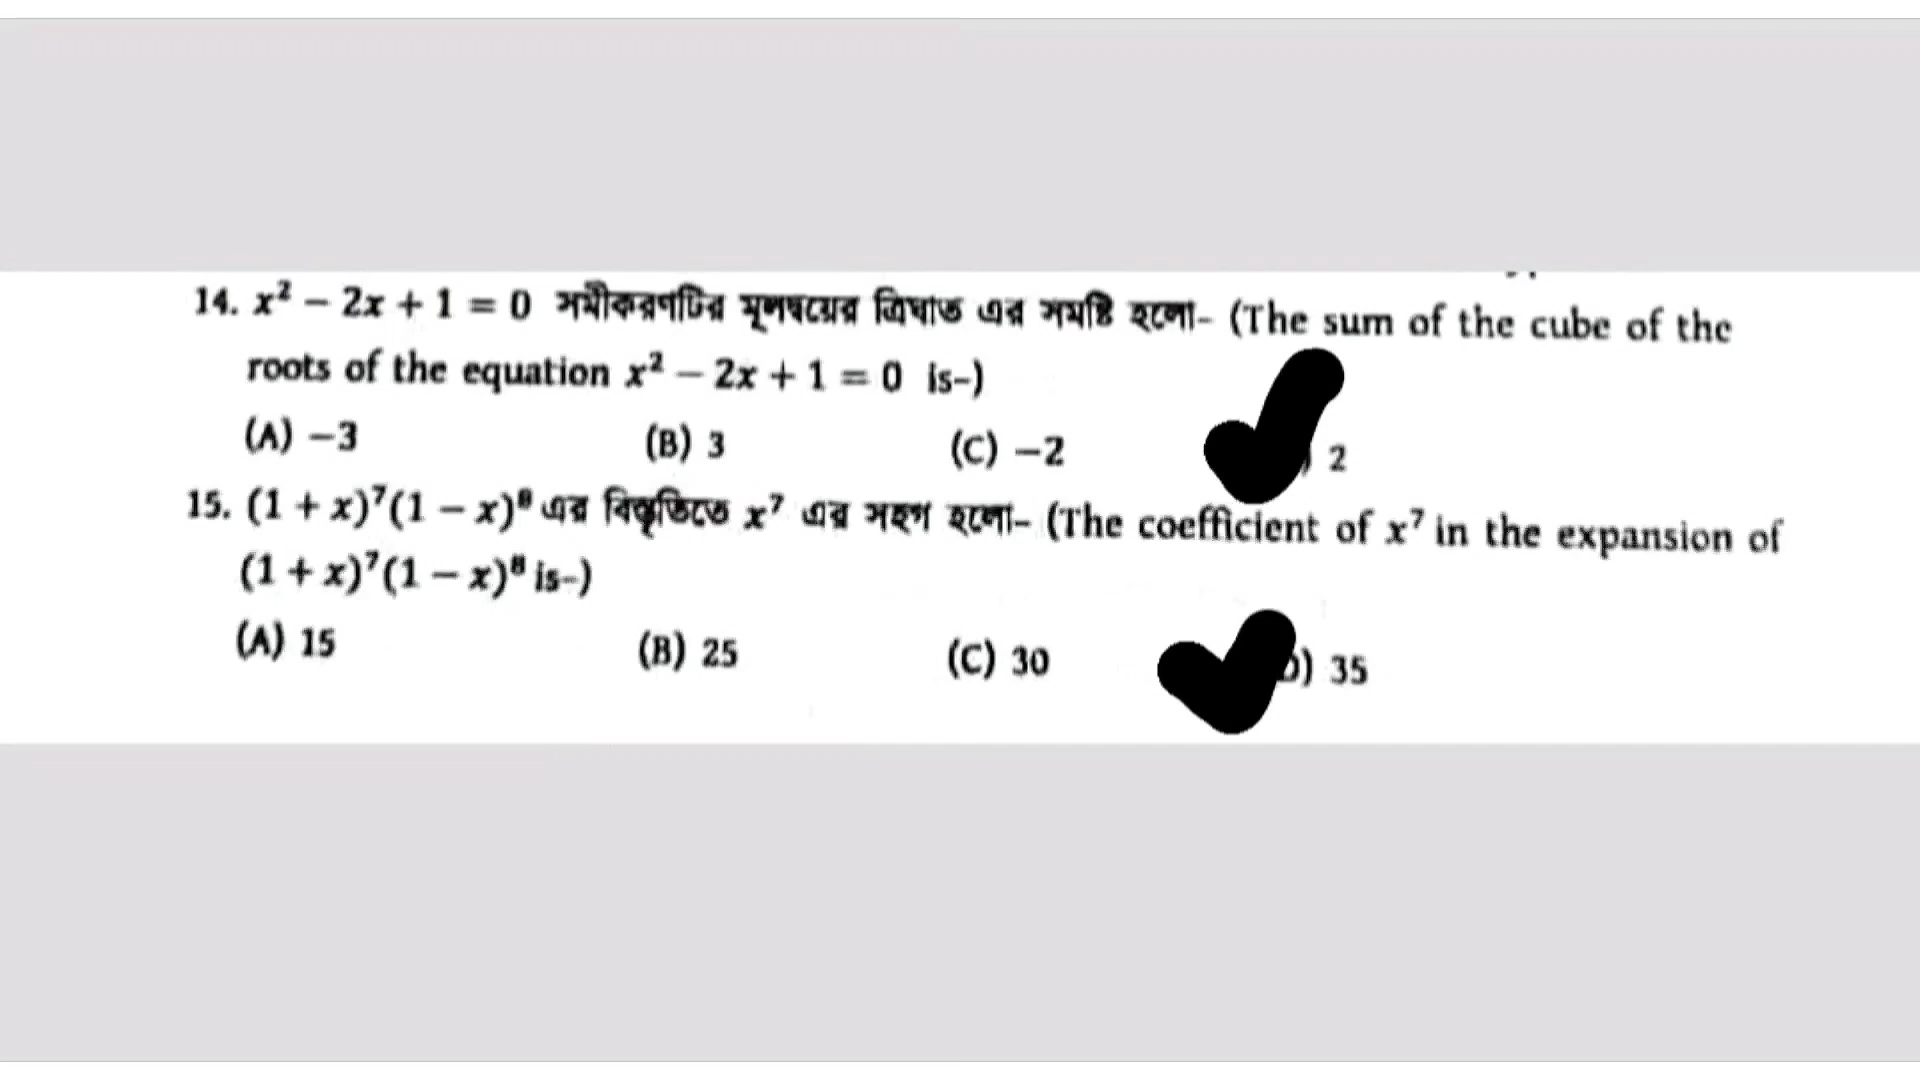 14. x² − 2x + 1 = 0 সমীকরণটির মূলদ্বয়ের ত্রিঘাত এর সমষ্টি হলো- (The sum of the cube of the
roots of the equation x² − 2x + 1 = 0 is-)
(A) −3 (B) 3 (C) −2 ) 2
15. (1 + x)⁷(1 − x)⁸ এর বিস্তৃতিতে x⁷ এর সহগ হলো- (The coefficient of x⁷ in the expansion of
(1 + x)⁷(1 − x)⁸ is-)
(A) 15 (B) 25 (C) 30 D) 35